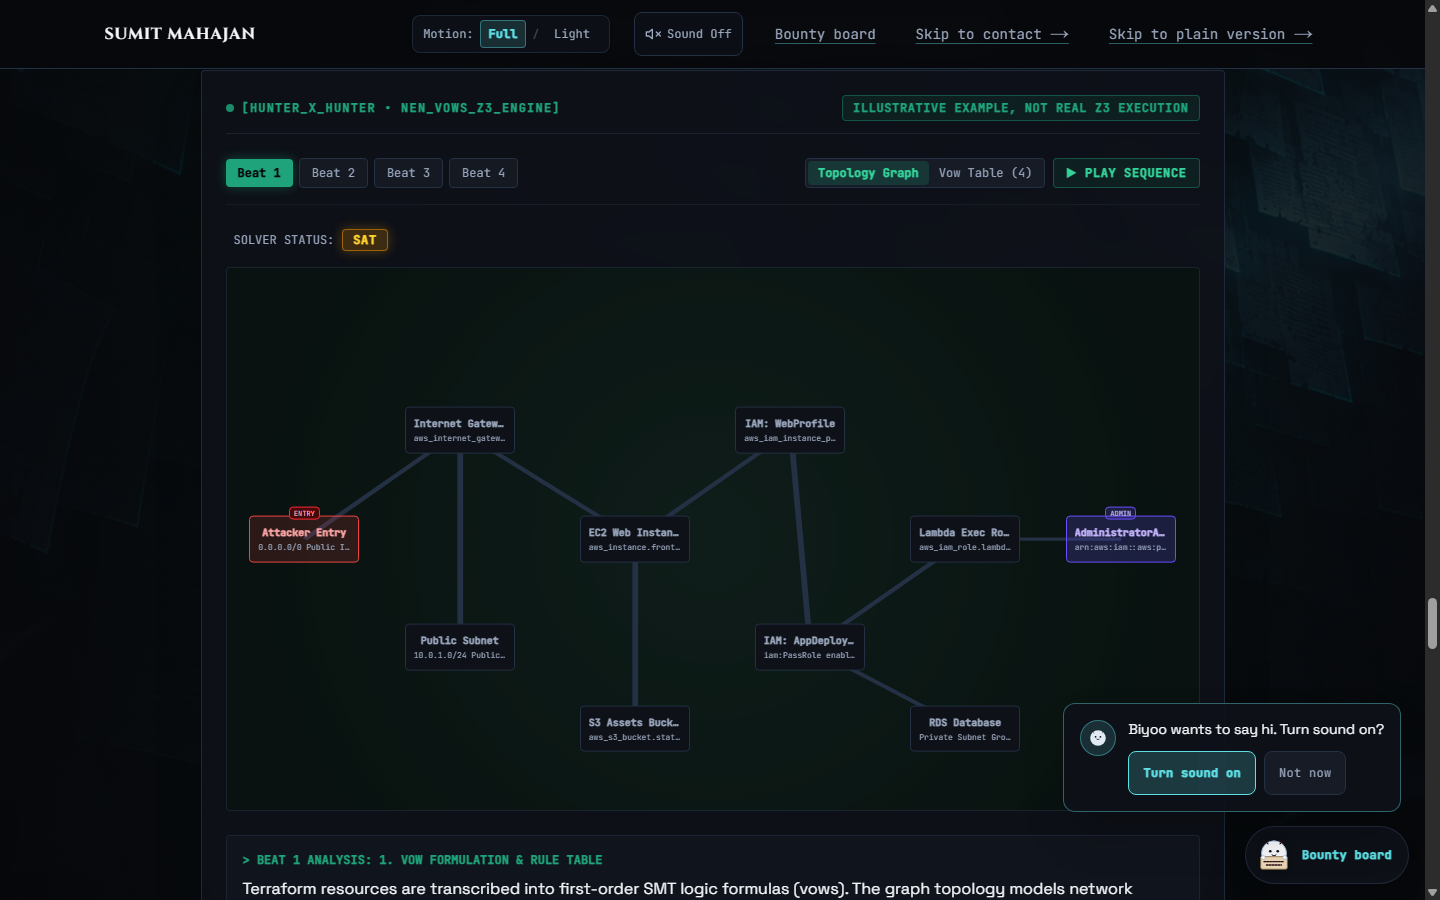 SUMIT MAHAJAN
Motion: Full / Light
Sound Off
Bounty board
Skip to contact →
Skip to plain version →
[HUNTER_X_HUNTER • NEN_VOWS_Z3_ENGINE]
ILLUSTRATIVE EXAMPLE, NOT REAL Z3 EXECUTION
Beat 1
Beat 2
Beat 3
Beat 4
Topology Graph
Vow Table (4)
▶ PLAY SEQUENCE
SOLVER STATUS: SAT
Internet Gatew…
aws_internet_gatew…
IAM: WebProfile
aws_iam_instance_p…
ENTRY
Attacker Entry
0.0.0.0/0 Public I…
EC2 Web Instan…
aws_instance.front…
Lambda Exec Ro…
aws_iam_role.lambd…
ADMIN
AdministratorA…
arn:aws:iam::aws:p…
Public Subnet
10.0.1.0/24 Public…
IAM: AppDeploy…
iam:PassRole enabl…
S3 Assets Buck…
aws_s3_bucket.stat…
RDS Database
Private Subnet Gro…
Biyoo wants to say hi. Turn sound on?
Turn sound on
Not now
Bounty board
> BEAT 1 ANALYSIS: 1. VOW FORMULATION & RULE TABLE
Terraform resources are transcribed into first-order SMT logic formulas (vows). The graph topology models network